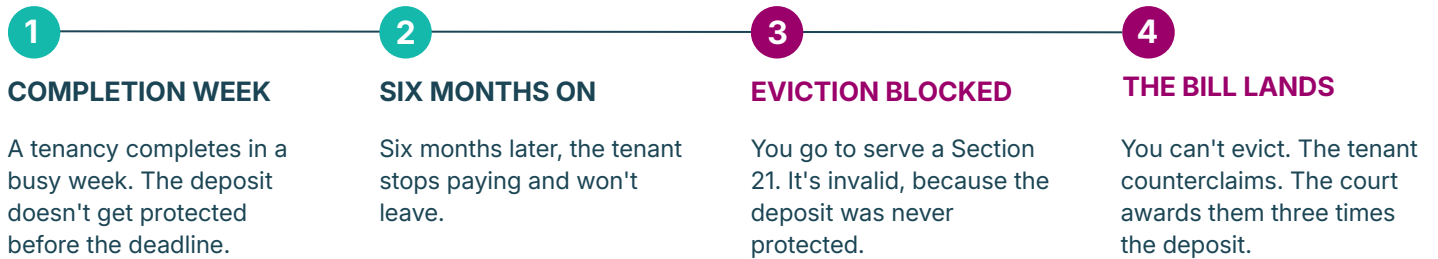 1
COMPLETION WEEK
A tenancy completes in a
busy week. The deposit
doesn't get protected
before the deadline.
2
SIX MONTHS ON
Six months later, the tenant
stops paying and won't
leave.
3
EVICTION BLOCKED
You go to serve a Section
21. It's invalid, because the
deposit was never
protected.
4
THE BILL LANDS
You can't evict. The tenant
counterclaims. The court
awards them three times
the deposit.